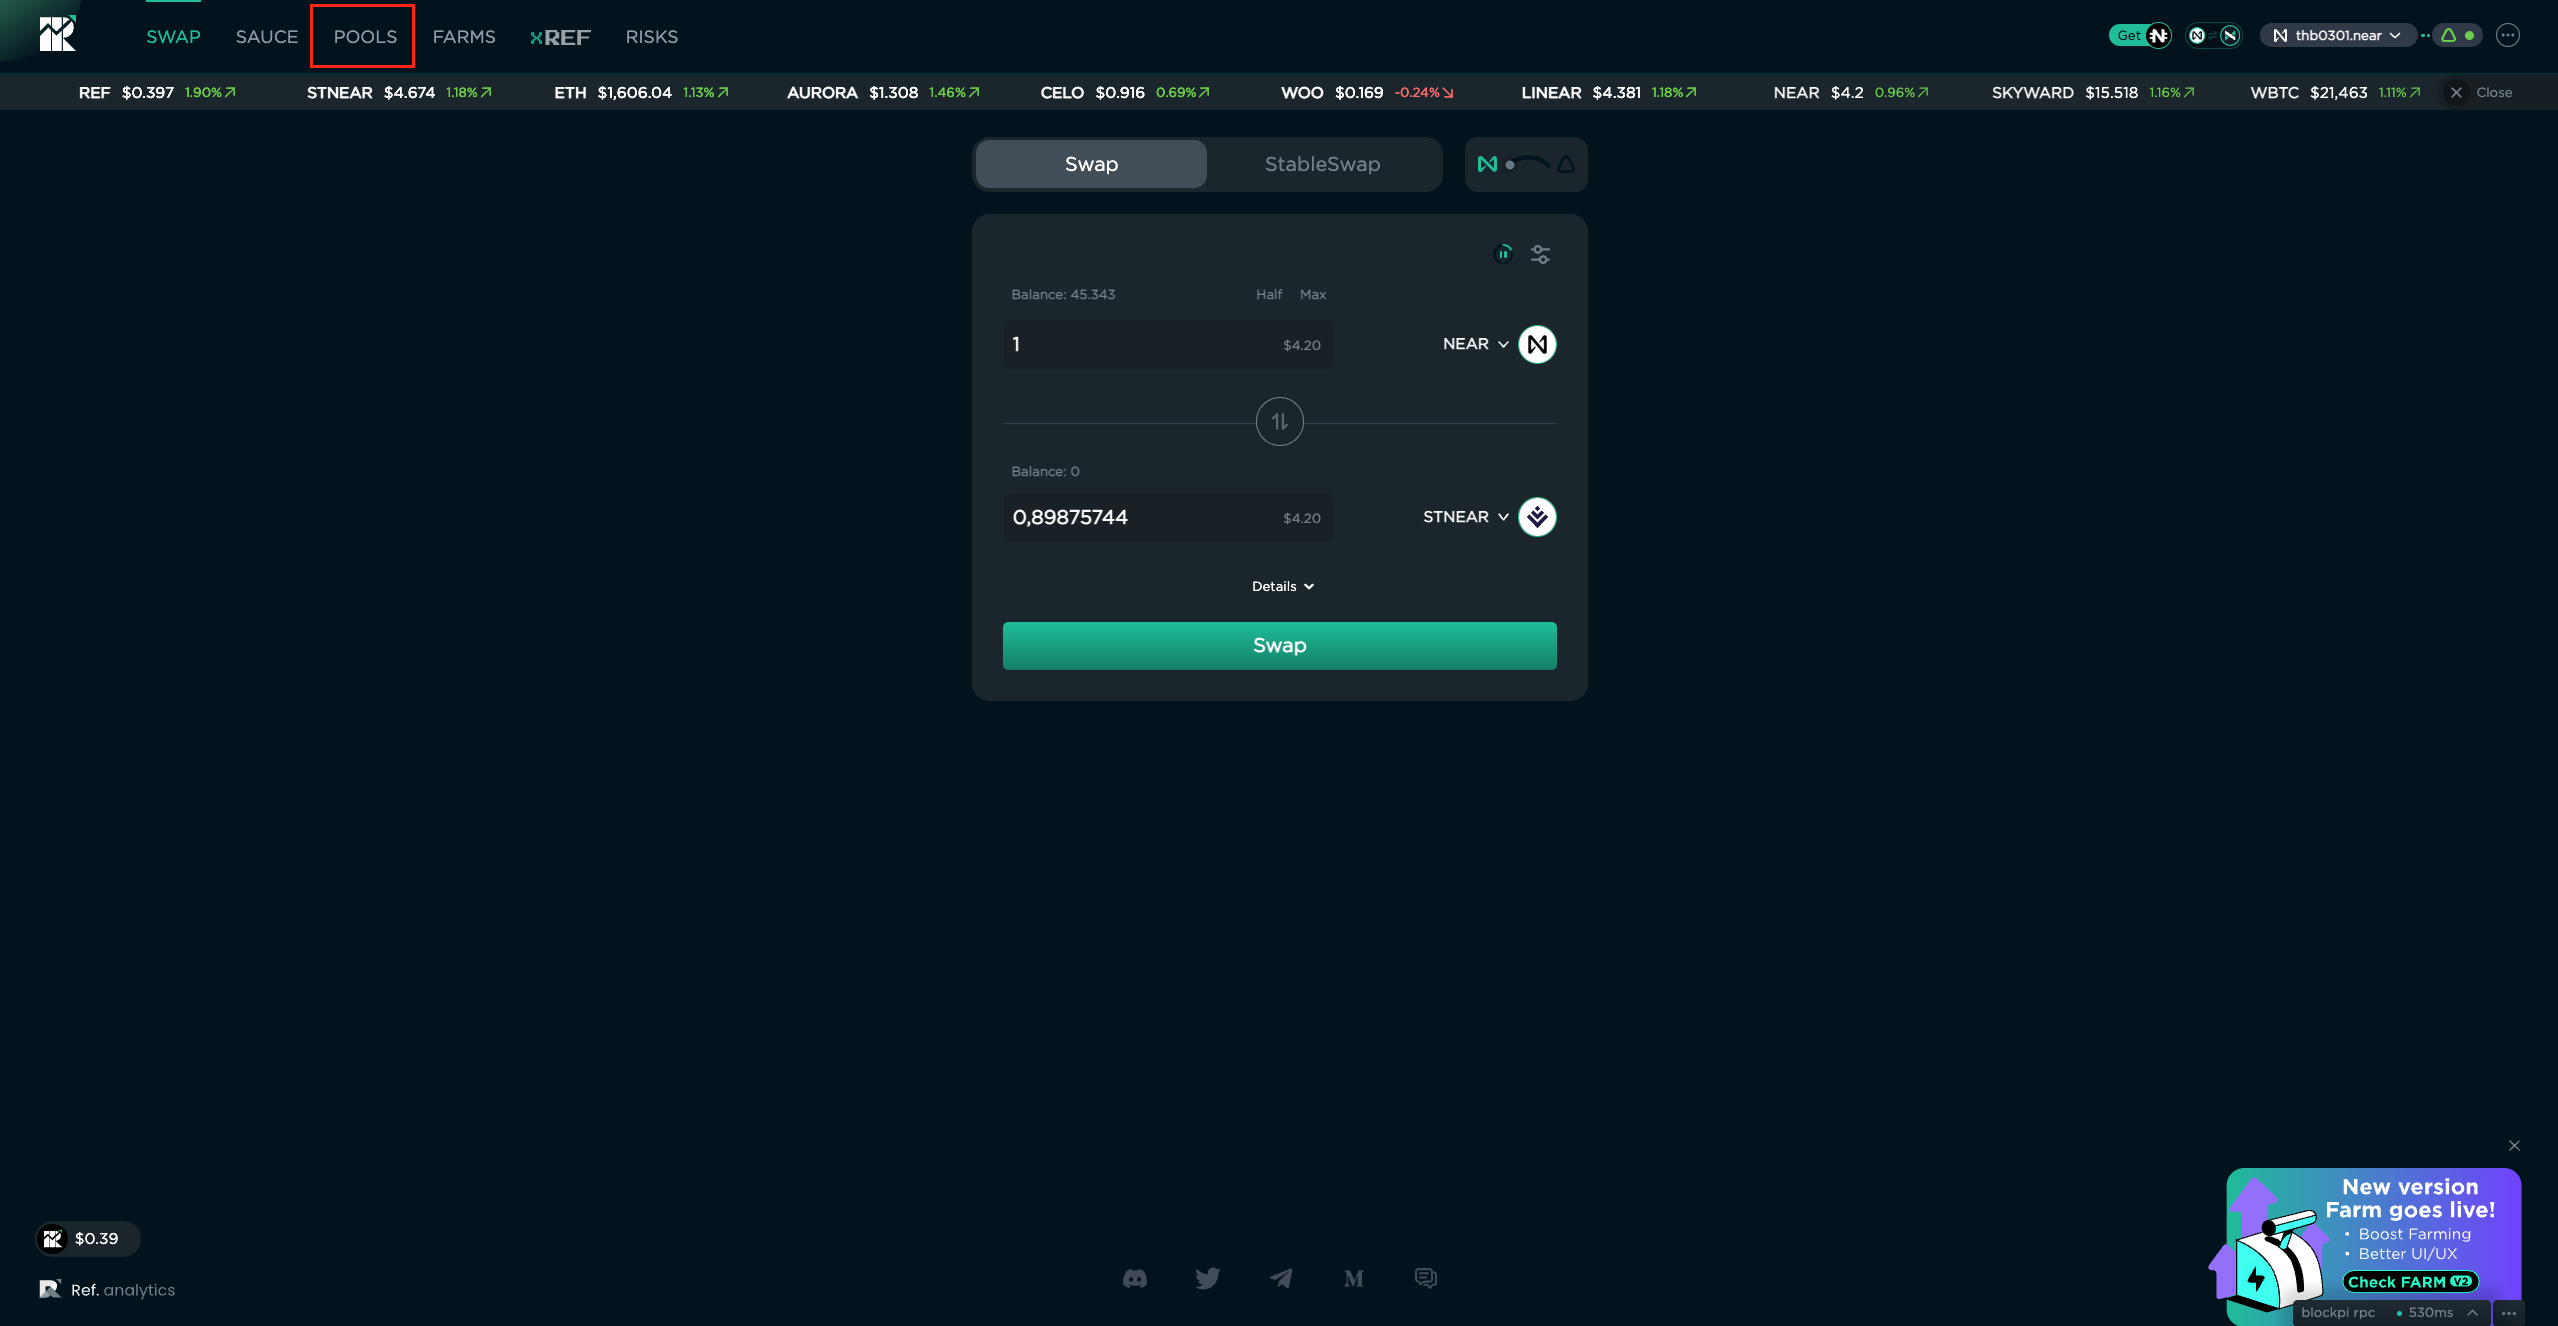 SWAP SAUCE POOLS FARMS xREF RISKS Get thb0301.near
REF $0.397 1.90% STNEAR $4.674 1.18% ETH $1,606.04 1.13% AURORA $1.308 1.46% CELO $0.916 0.69% WOO $0.169 -0.24% LINEAR $4.381 1.18% NEAR $4.2 0.96% SKYWARD $15.518 1.16% WBTC $21,463 1.11% Close
Swap StableSwap
Balance: 45.343 Half Max
1 $4.20 NEAR
Balance: 0
0,89875744 $4.20 STNEAR
Details
Swap
New version
Farm goes live!
• Boost Farming
• Better UI/UX
Check FARM V2
$0.39
Ref. analytics
blockpi rpc • 530ms